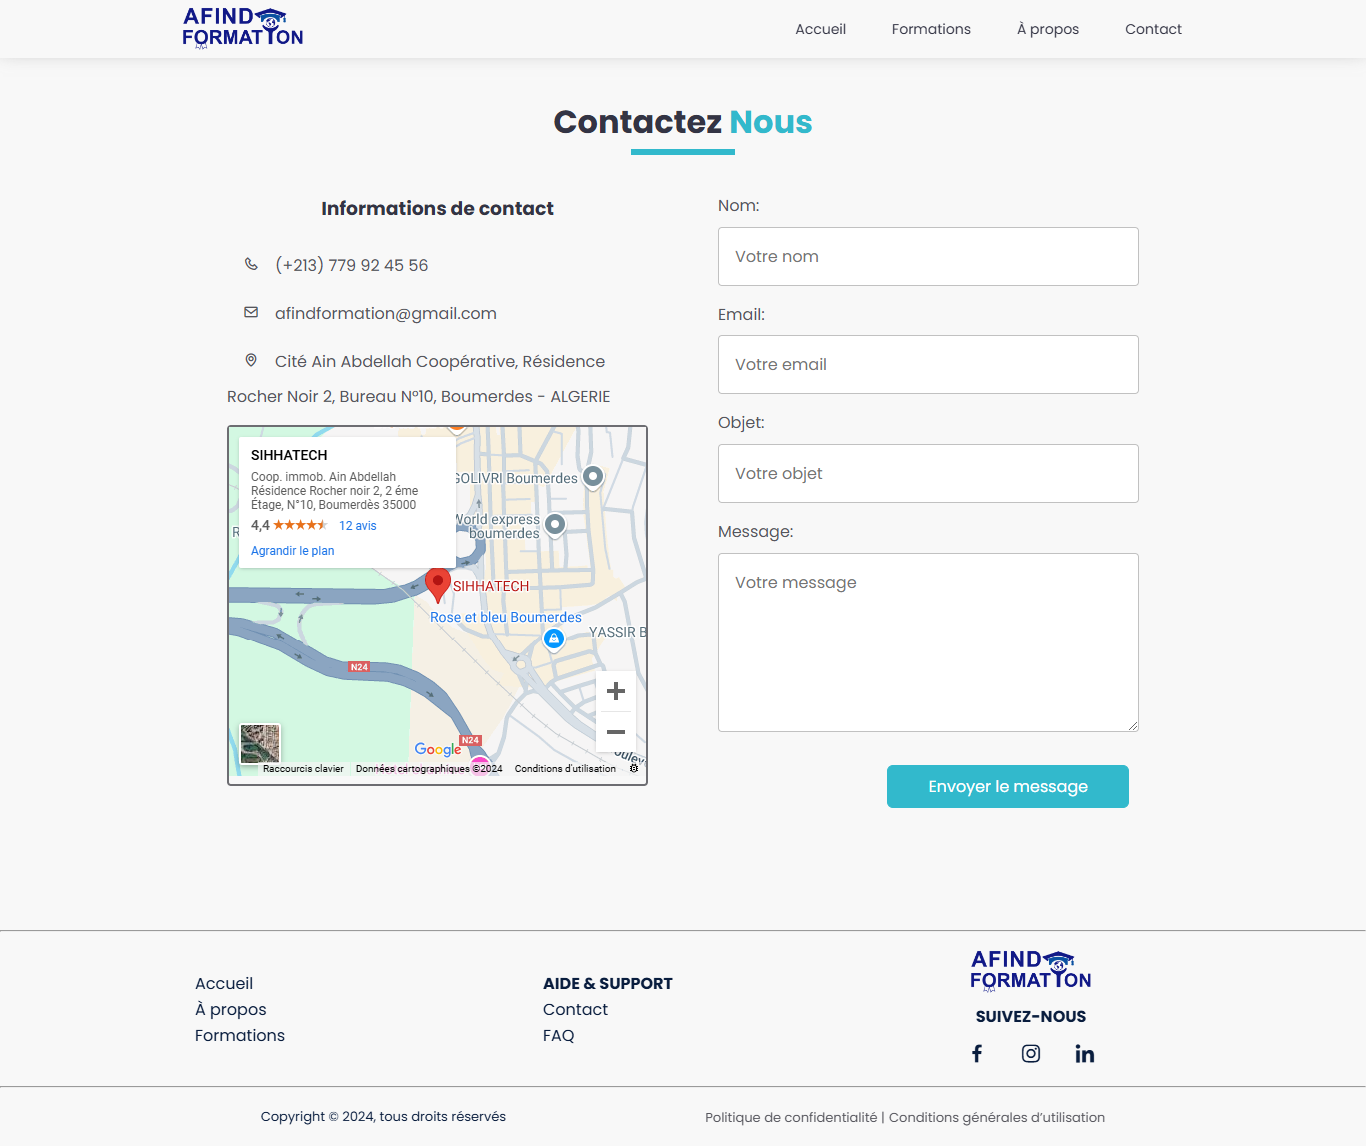 AFIND
FORMATION
Accueil
Formations
À propos
Contact
Contactez Nous
Informations de contact
(+213) 779 92 45 56
afindformation@gmail.com
Cité Ain Abdellah Coopérative, Résidence
Rocher Noir 2, Bureau N°10, Boumerdes - ALGERIE
SIHHATECH
Coop. immob. Ain Abdellah
Résidence Rocher noir 2, 2 éme
Étage, N°10, Boumerdès 35000
4,4
12 avis
Agrandir le plan
GOLIVRI Boumerdes
World express
boumerdes
R
SIHHATECH
Rose et bleu Boumerdes
YASSIR B
N24
N24
Google
Raccourcis clavier
Données cartographiques ©2024
Conditions d'utilisation
Nom:
Votre nom
Email:
Votre email
Objet:
Votre objet
Message:
Votre message
Envoyer le message
Accueil
À propos
Formations
AIDE & SUPPORT
Contact
FAQ
AFIND
FORMATION
SUIVEZ-NOUS
Copyright © 2024, tous droits réservés
Politique de confidentialité | Conditions générales d'utilisation